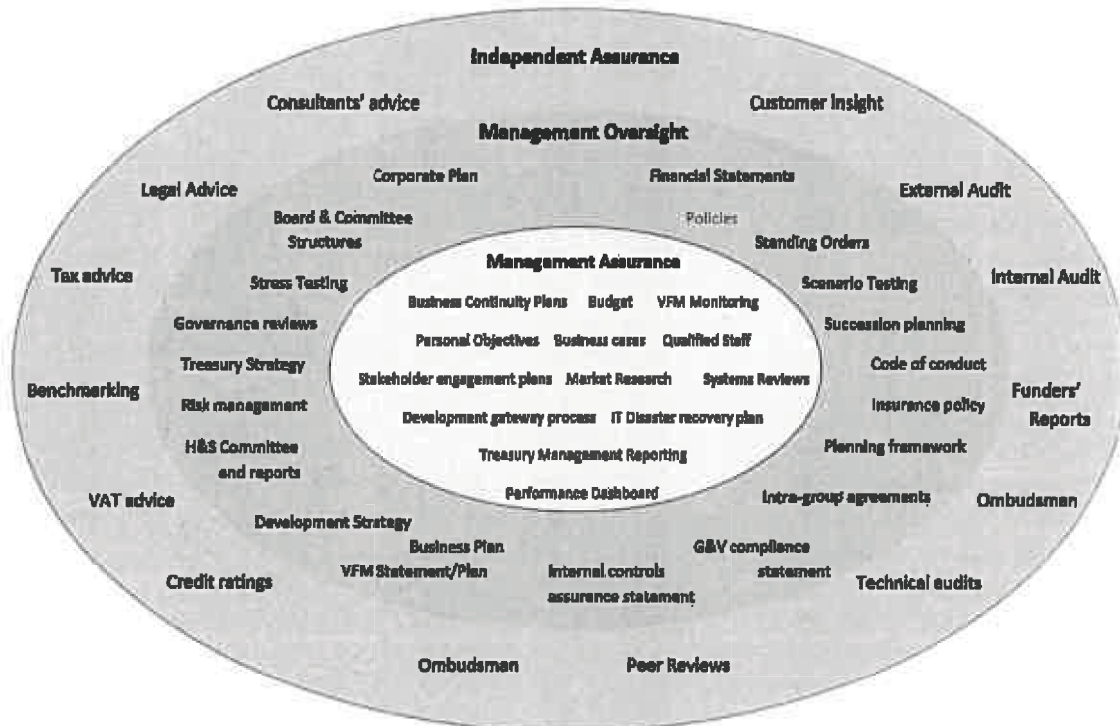 Independent Assurance
Consultants' advice
Customer insight
Management Oversight
Corporate Plan
Financial Statements
Legal Advice
External Audit
Board & Committee
Structures
Policies
Standing Orders
Management Assurance
Tax advice
Stress Testing
Scenario Testing
Internal Audit
Business Continuity Plans Budget VFM Monitoring
Governance reviews
Succession planning
Personal Objectives Business cases Qualified Staff
Treasury Strategy
Code of conduct
Stakeholder engagement plans Market Research Systems Reviews
Benchmarking
Risk management
Insurance policy
Funders'
Reports
Development gateway process IT Disaster recovery plan
H&S Committee
and reports
Planning framework
Treasury Management Reporting
Performance Dashboard
VAT advice
Intra-group agreements
Ombudsman
Development Strategy
Business Plan
VFM Statement/Plan
Internal controls
assurance statement
G&V compliance
statement
Credit ratings
Technical audits
Ombudsman
Peer Reviews